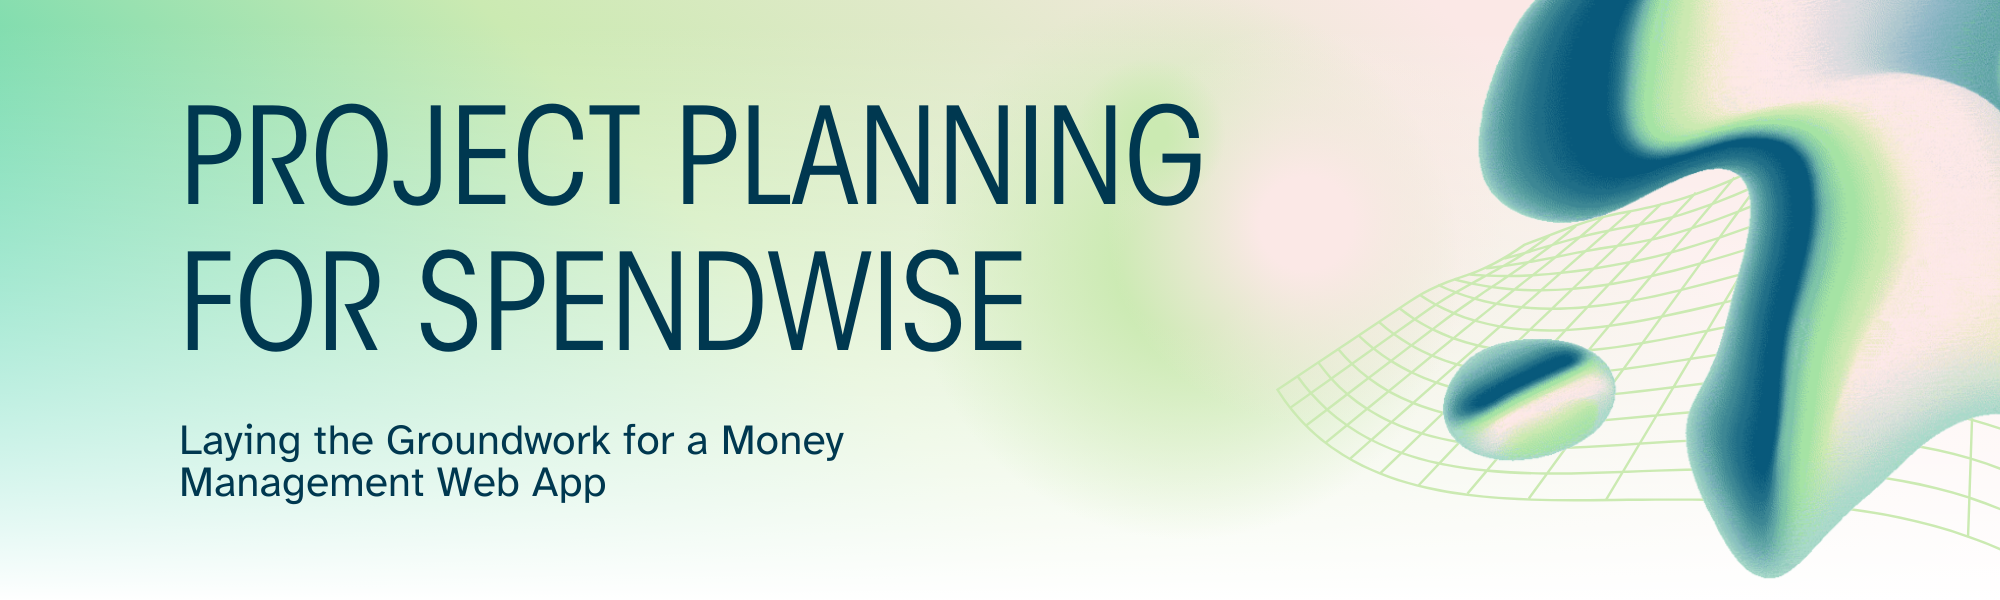 PROJECT PLANNING
FOR SPENDWISE
Laying the Groundwork for a Money
Management Web App